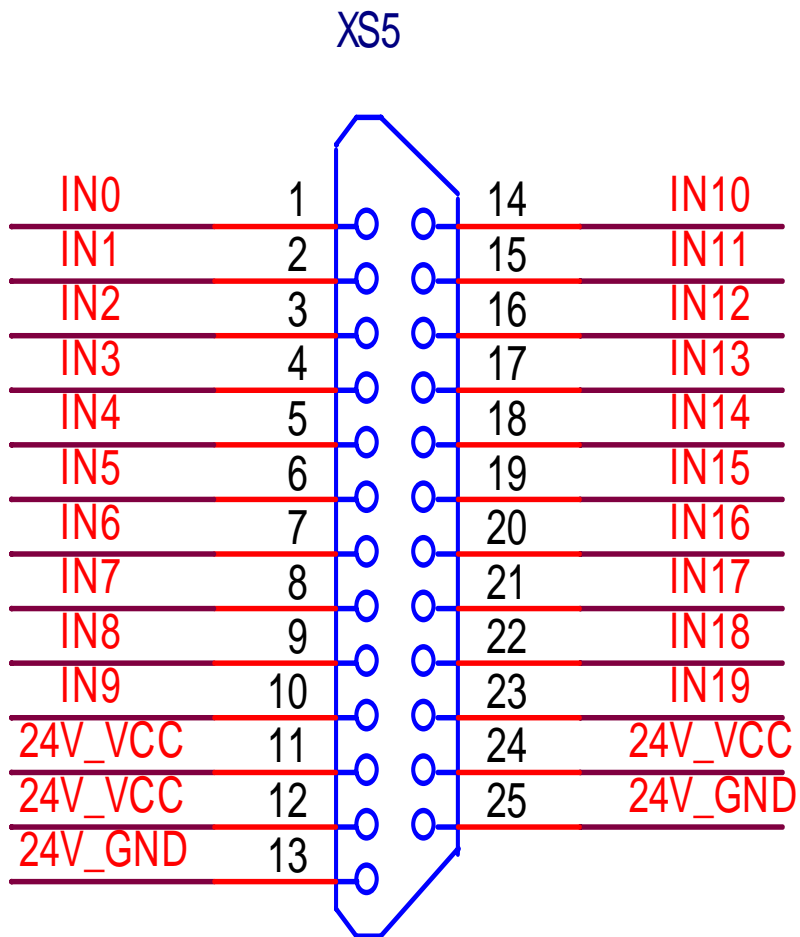 XS5
IN0 1 14 IN10
IN1 2 15 IN11
IN2 3 16 IN12
IN3 4 17 IN13
IN4 5 18 IN14
IN5 6 19 IN15
IN6 7 20 IN16
IN7 8 21 IN17
IN8 9 22 IN18
IN9 10 23 IN19
24V_VCC 11 24 24V_VCC
24V_VCC 12 25 24V_GND
24V_GND 13